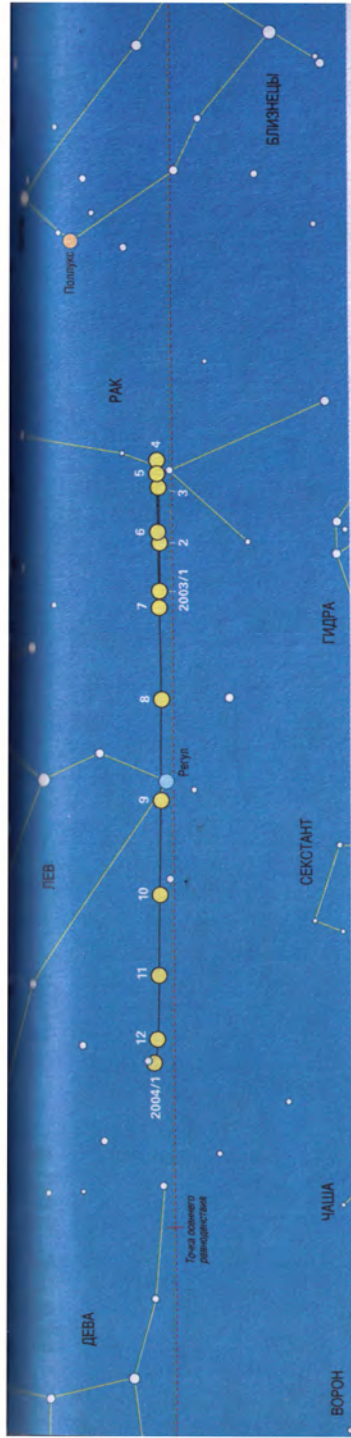 ДЕВА
ЛЕВ
РАК
Поллукс
2004/1
12
11
10
9
8
7
2003/1
6
2
3
5
4
Регул
Точка осеннего
равноденствия
БЛИЗНЕЦЫ
ВОРОН
ЧАША
СЕКСТАНТ
ГИДРА